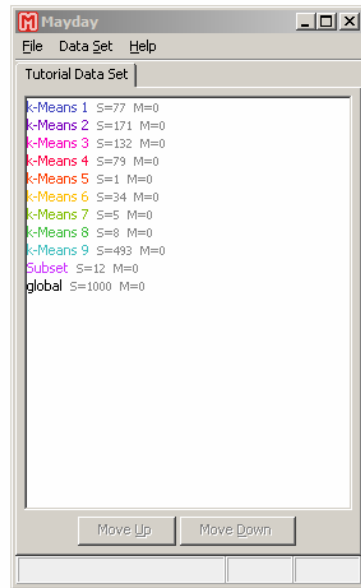 Mayday
File Data Set Help
Tutorial Data Set
k-Means 1 S=77 M=0
k-Means 2 S=171 M=0
k-Means 3 S=132 M=0
k-Means 4 S=79 M=0
k-Means 5 S=1 M=0
k-Means 6 S=34 M=0
k-Means 7 S=5 M=0
k-Means 8 S=8 M=0
k-Means 9 S=493 M=0
Subset S=12 M=0
global S=1000 M=0
Move Up Move Down